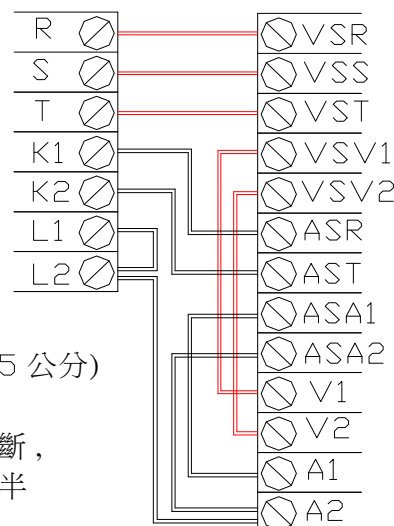 R
S
T
K1
K2
L1
L2
VSR
VSS
VST
VSV1
VSV2
ASR
AST
ASA1
ASA2
V1
V2
A1
A2
5 公分)
斷,
半